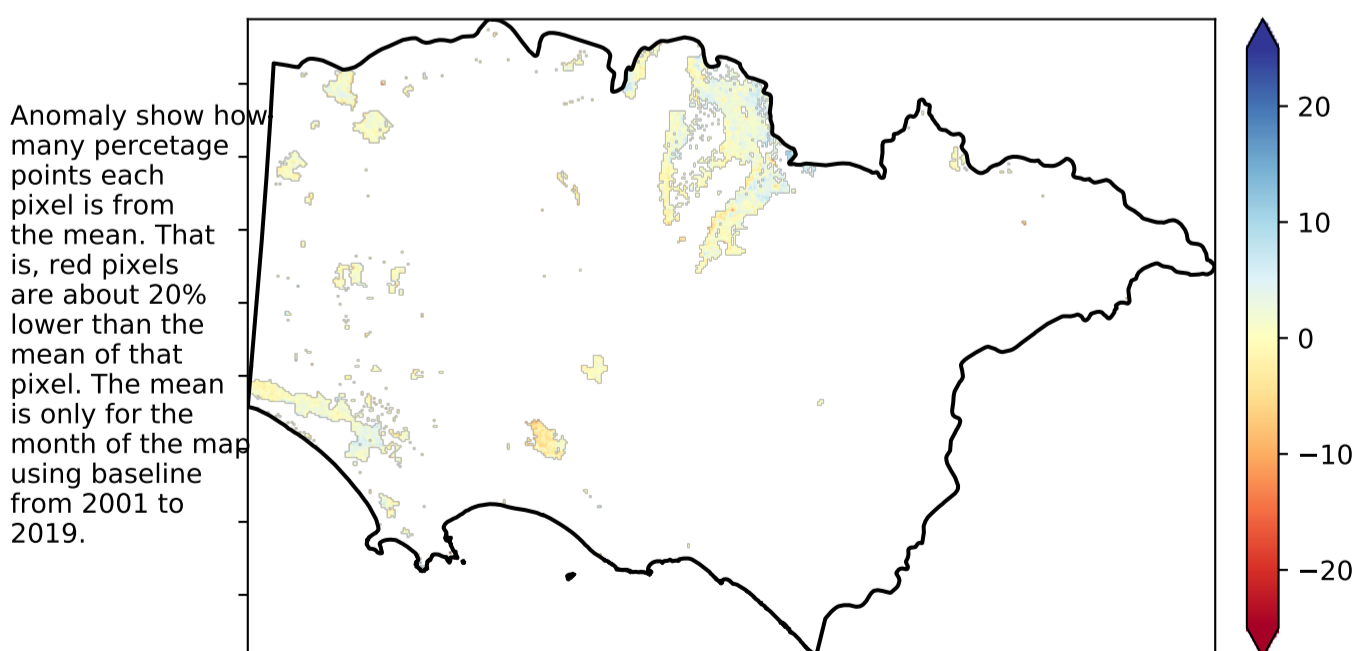 Anomaly show how
many percetage
points each
pixel is from
the mean. That
is, red pixels
are about 20%
lower than the
mean of that
pixel. The mean
is only for the
month of the map
using baseline
from 2001 to
2019.
20
10
0
−10
−20